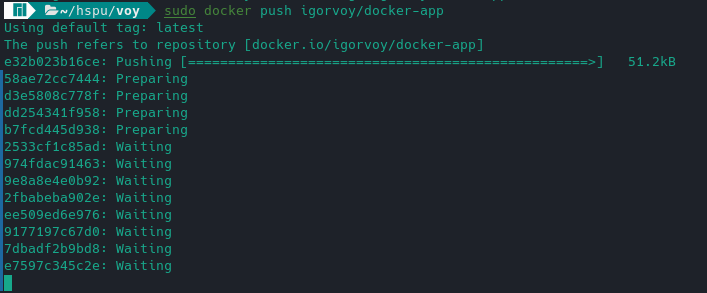 ~/hspu/voy sudo docker push igorvoy/docker-app
Using default tag: latest
The push refers to repository [docker.io/igorvoy/docker-app]
e32b023b16ce: Pushing [==================================================>]   51.2kB
58ae72cc7444: Preparing
d3e5808c778f: Preparing
dd254341f958: Preparing
b7fcd445d938: Preparing
2533cf1c85ad: Waiting
974fdac91463: Waiting
9e8a8e4e0b92: Waiting
2fbabeba902e: Waiting
ee509ed6e976: Waiting
9177197c67d0: Waiting
7dbadf2b9bd8: Waiting
e7597c345c2e: Waiting